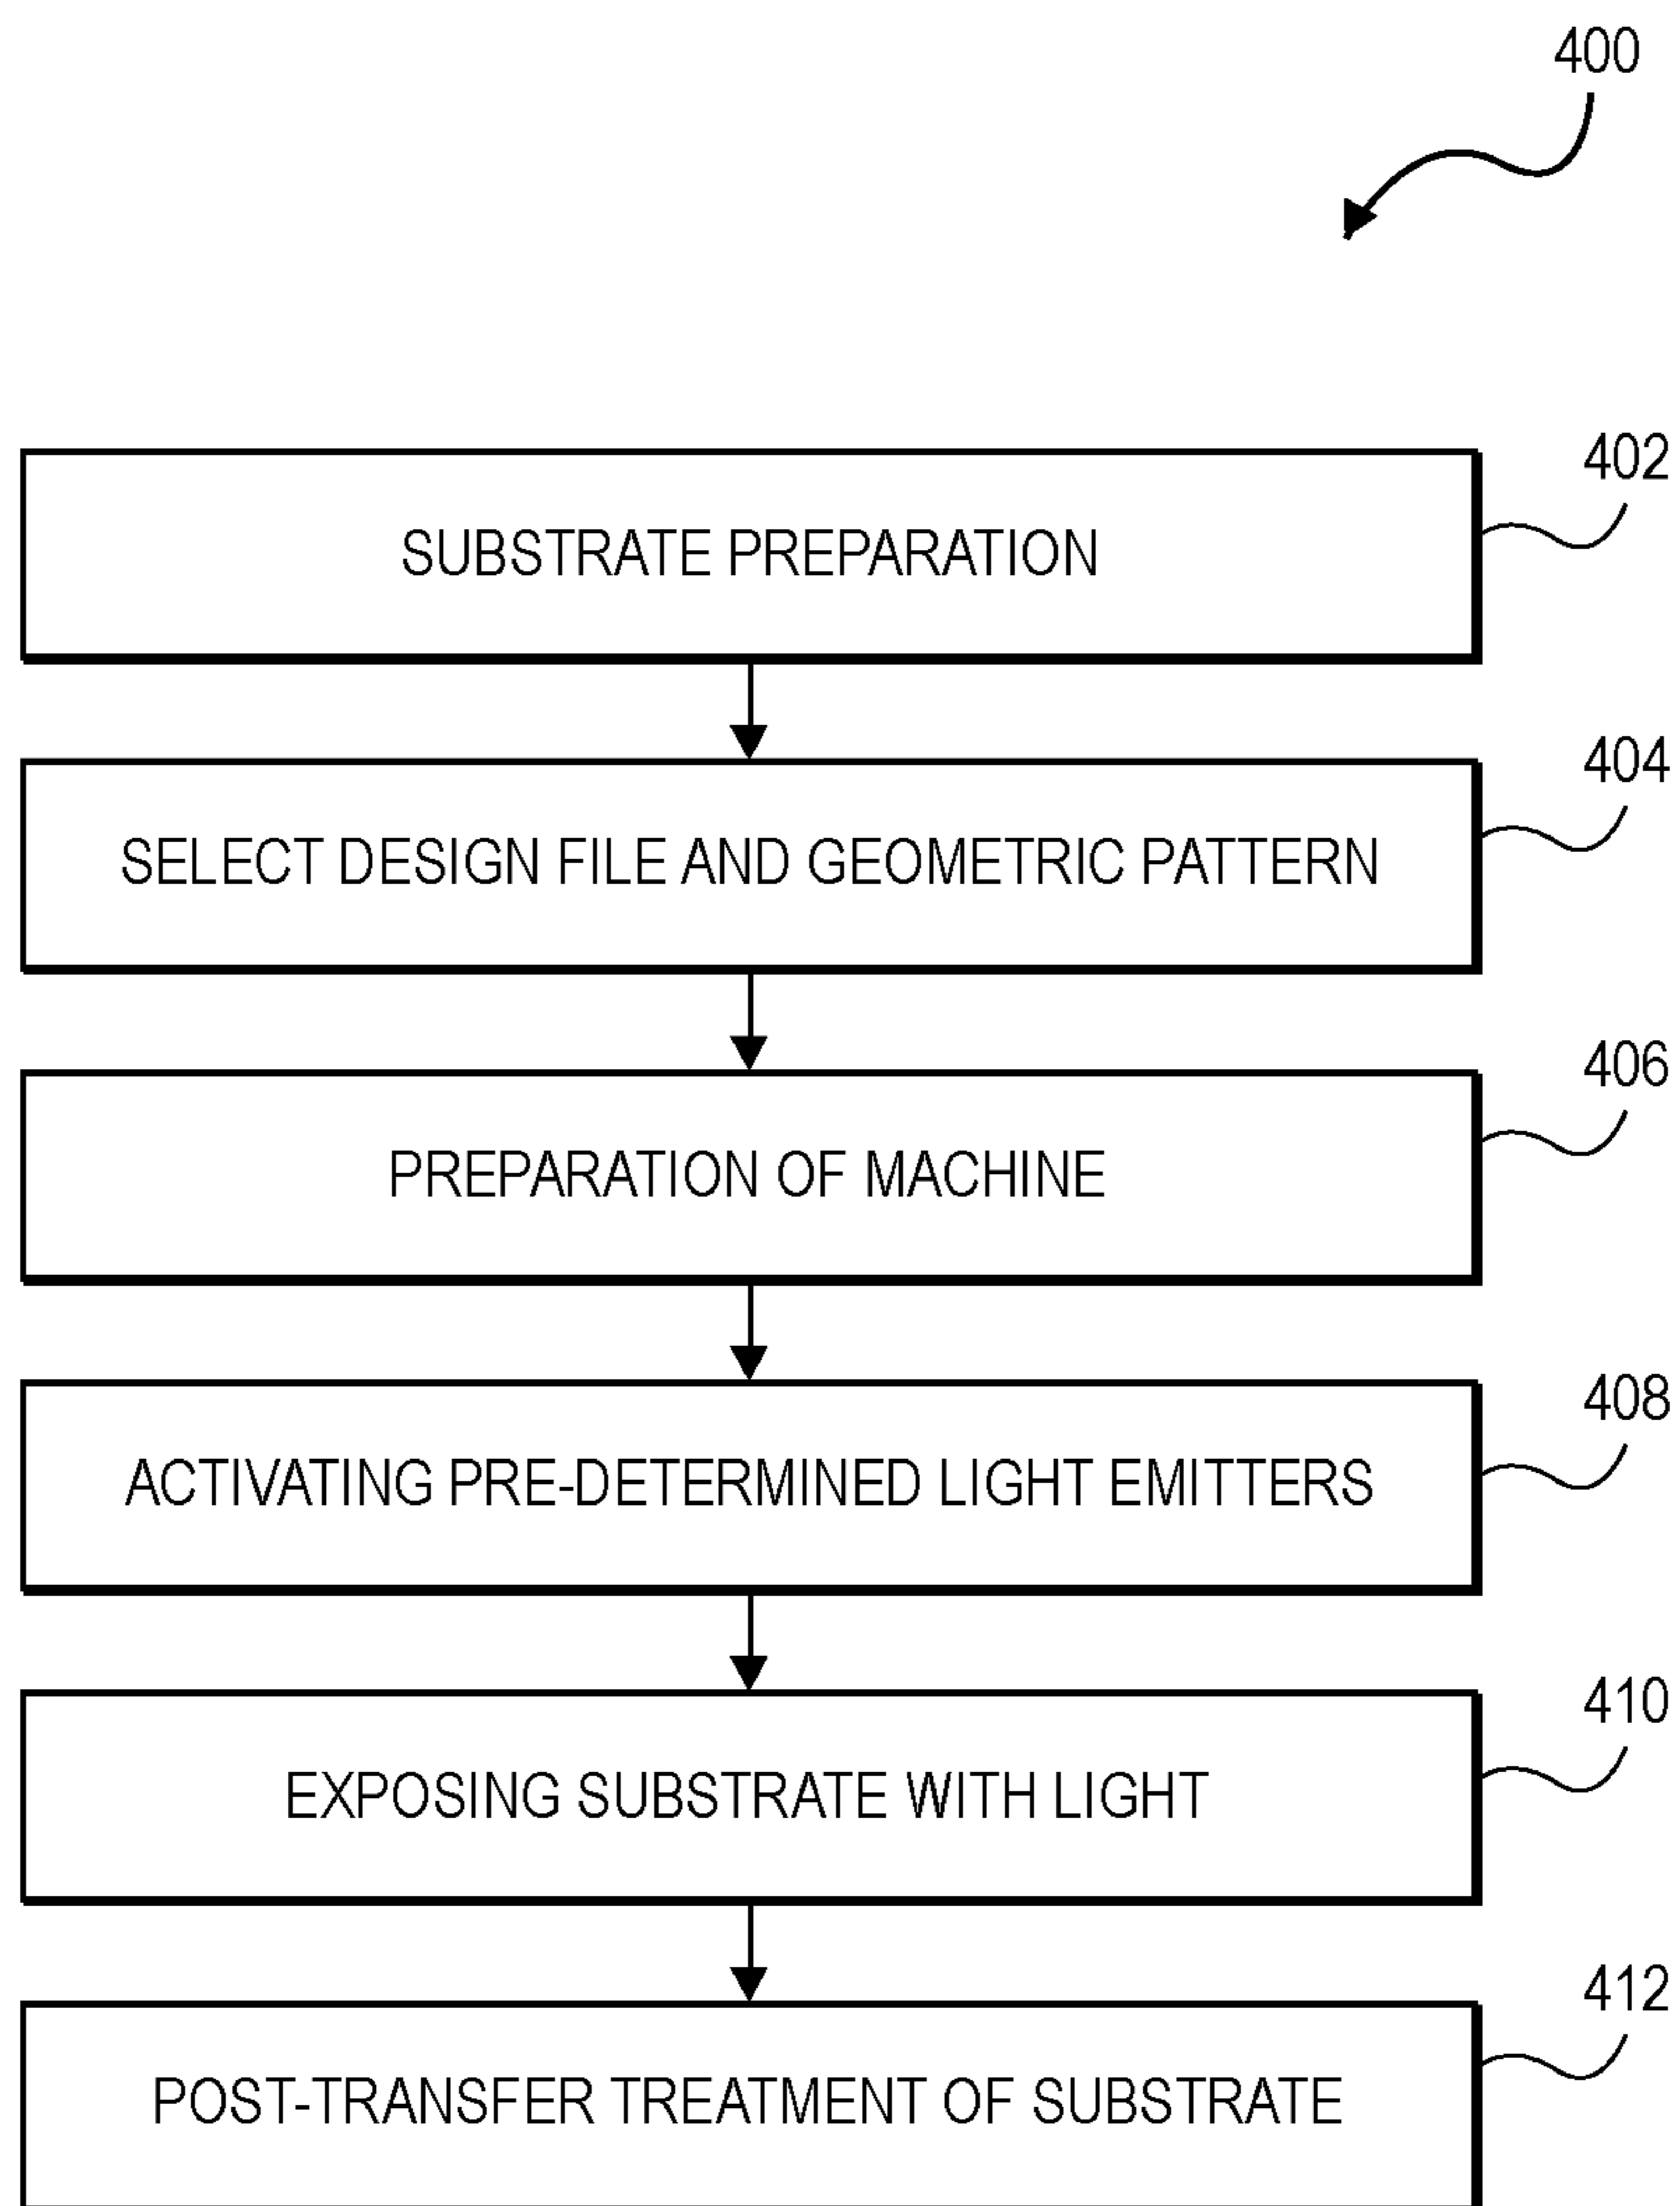 400
402
SUBSTRATE PREPARATION
404
SELECT DESIGN FILE AND GEOMETRIC PATTERN
406
PREPARATION OF MACHINE
408
ACTIVATING PRE-DETERMINED LIGHT EMITTERS
410
EXPOSING SUBSTRATE WITH LIGHT
412
POST-TRANSFER TREATMENT OF SUBSTRATE